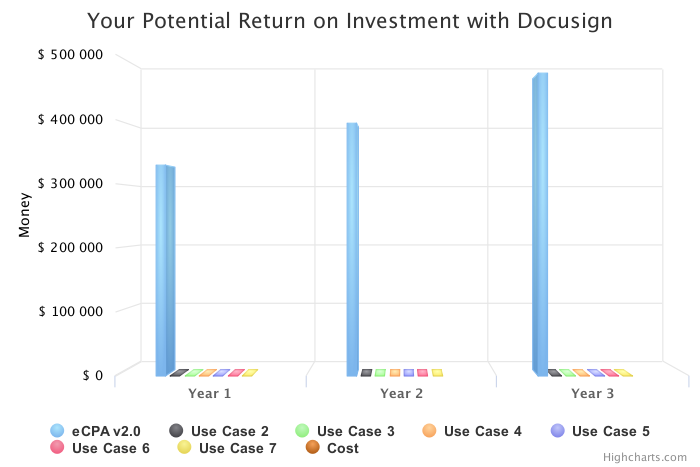 Your Potential Return on Investment with Docusign
$ 500 000
$ 400 000
$ 300 000
$ 200 000
$ 100 000
$ 0
Money
Year 1
Year 2
Year 3
eCPA v2.0 Use Case 2 Use Case 3 Use Case 4 Use Case 5
Use Case 6 Use Case 7 Cost
Highcharts.com